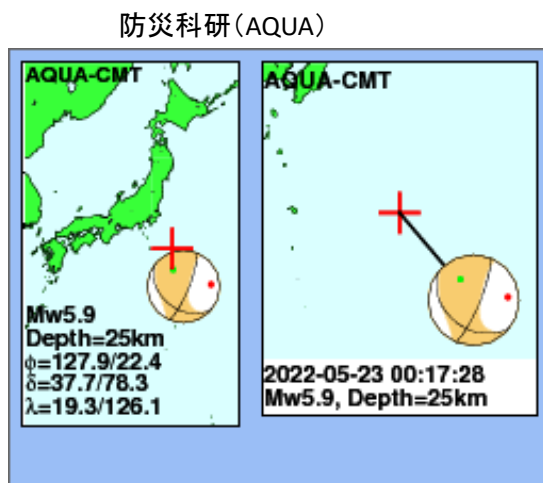 防災科研(AQUA)
AQUA-CMT
Mw5.9
Depth=25km
φ=127.9/22.4
δ=37.7/78.3
λ=19.3/126.1
AQUA-CMT
2022-05-23 00:17:28
Mw5.9, Depth=25km